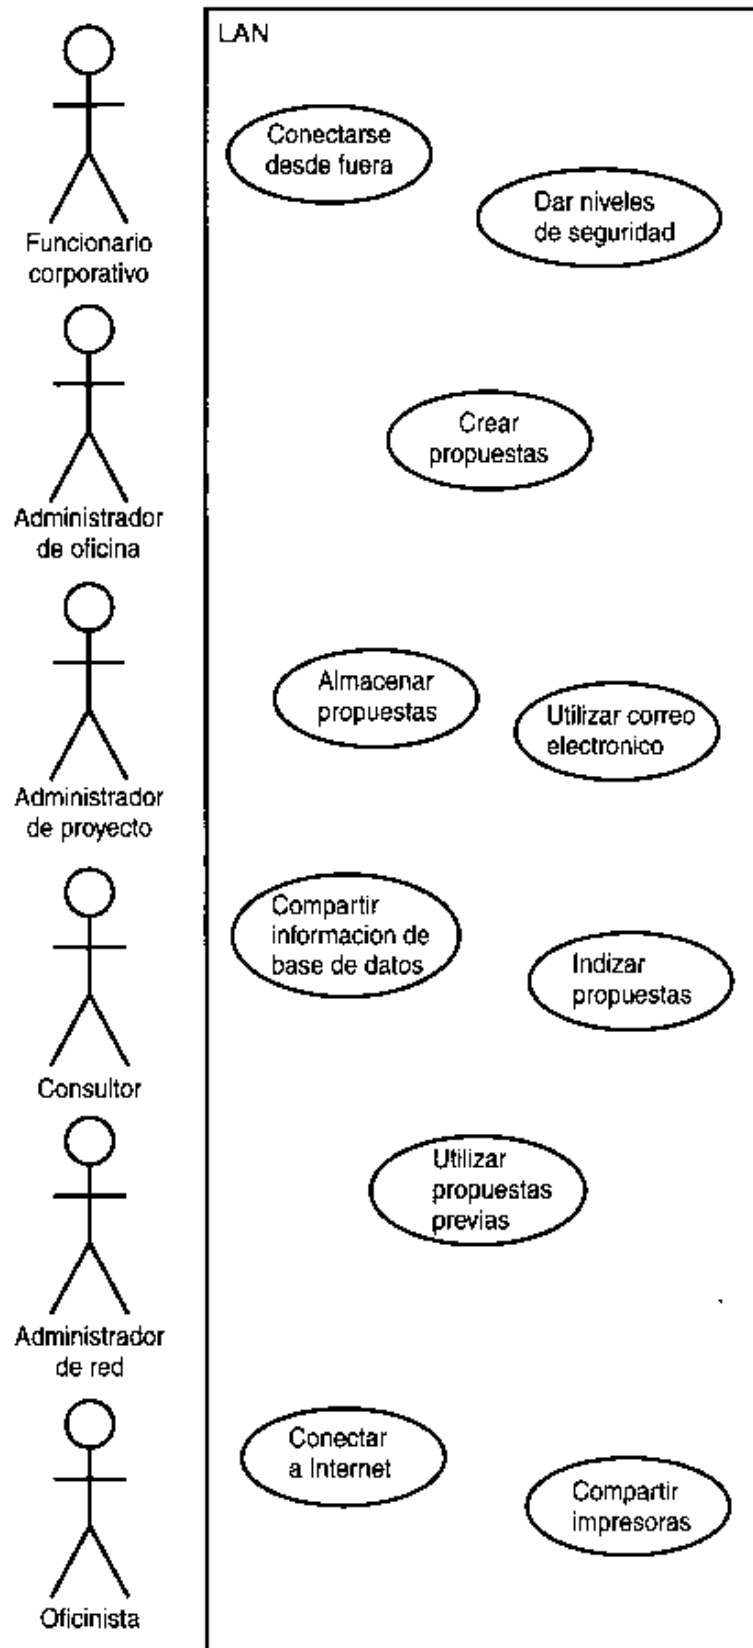 LAN
Conectarse
desde fuera
Dar niveles
de seguridad
Funcionario
corporativo
Crear
propuestas
Administrador
de oficina
Almacenar
propuestas
Utilizar correo
electronico
Administrador
de proyecto
Compartir
informacion de
base de datos
Indizar
propuestas
Consultor
Utilizar
propuestas
previas
Administrador
de red
Conectar
a Internet
Compartir
impresoras
Oficinista